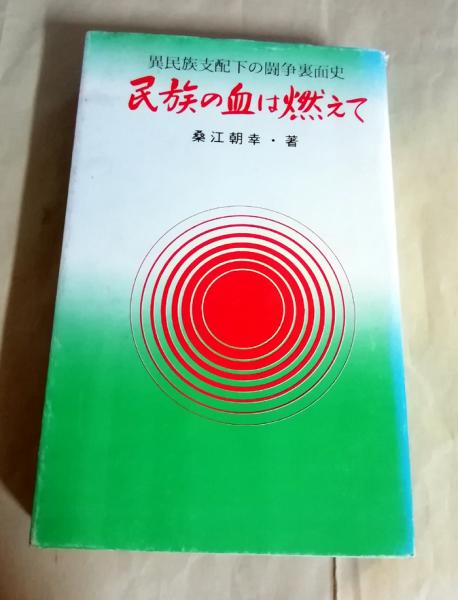 異民族支配下の闘争裏面史
民族の血は燃えて
桑江朝幸・著